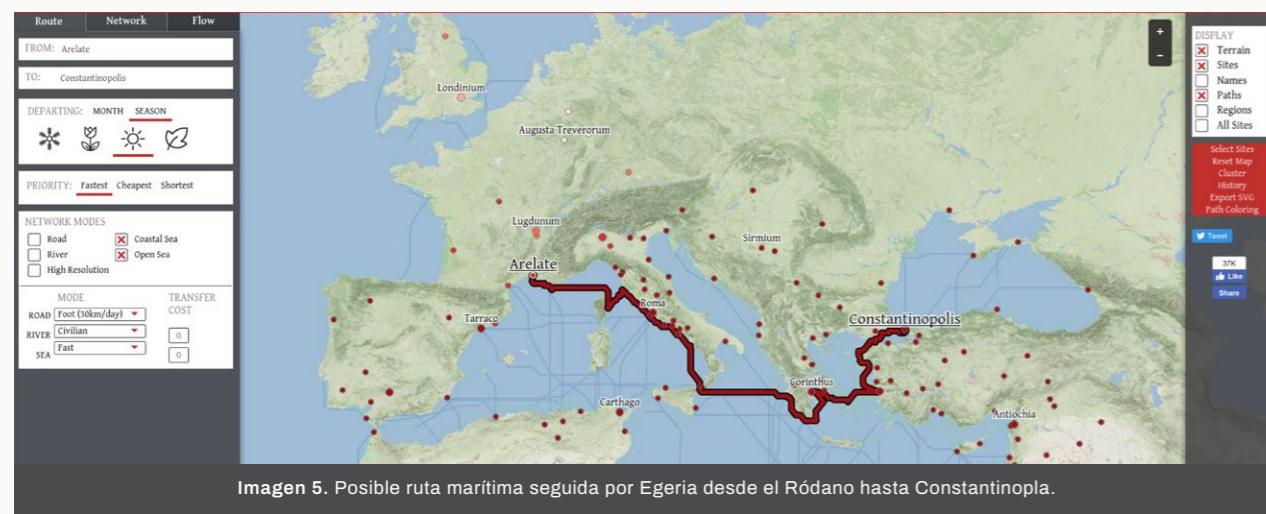 Route Network Flow
FROM: Arelate
TO: Constantinopolis
DEPARTING: MONTH SEASON
PRIORITY: Fastest Cheapest Shortest
NETWORK MODES
Road Coastal Sea
River Open Sea
High Resolution
MODE TRANSFER COST
ROAD Foot (30km/day)
RIVER Civilian 0
SEA Fast 0
Londinium
Augusta Treverorum
Lugdunum
Arelate
Sirmium
Roma
Tarraco
Constantinopolis
Corinthus
Carthago
Antiochia
+
-
DISPLAY
Terrain
Sites
Names
Paths
Regions
All Sites
Select Sites
Reset Map
Cluster
History
Export SVG
Path Coloring
Tweet
37K
Like
Share
Imagen 5. Posible ruta marítima seguida por Egeria desde el Ródano hasta Constantinopla.